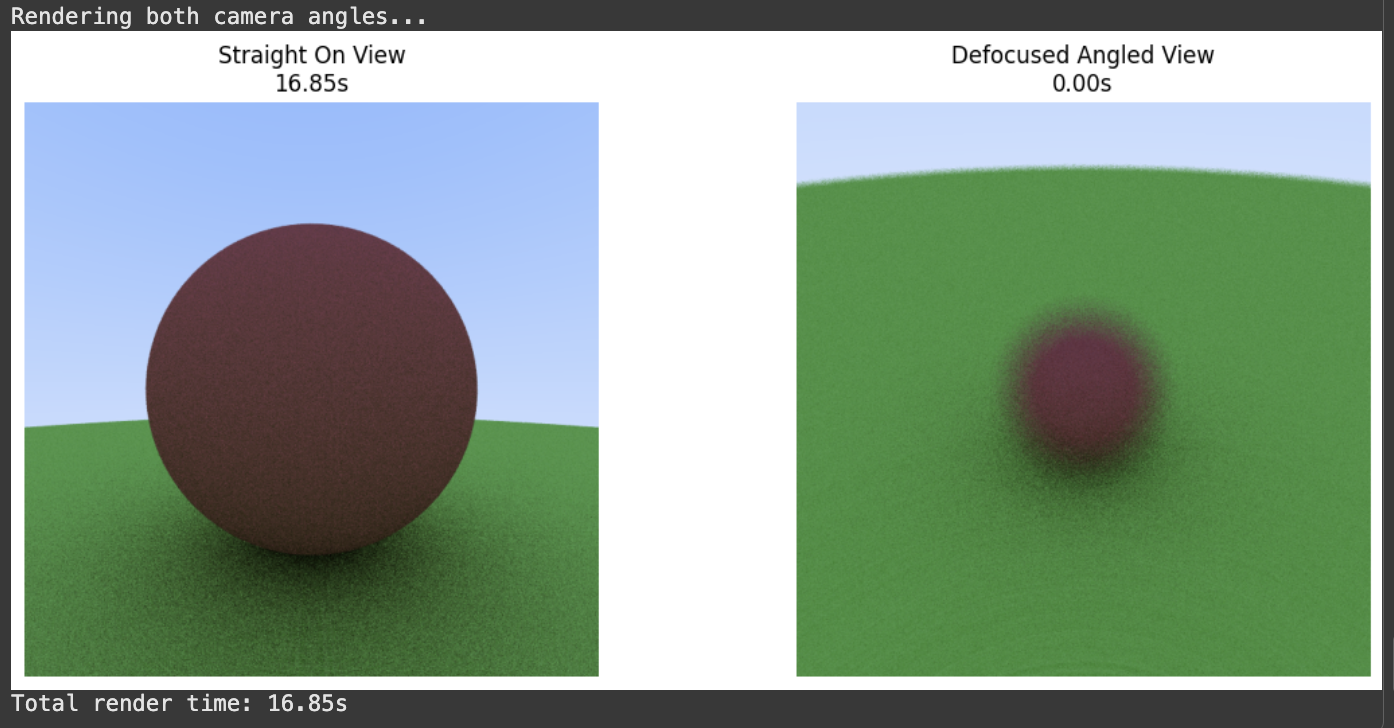 Rendering both camera angles...
Straight On View
16.85s
Defocused Angled View
0.00s
Total render time: 16.85s